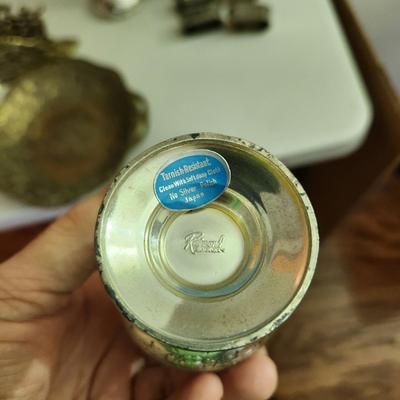 Tarnish Resistant
Clean With Soft damp Cloth
No Silver Polish
Japan